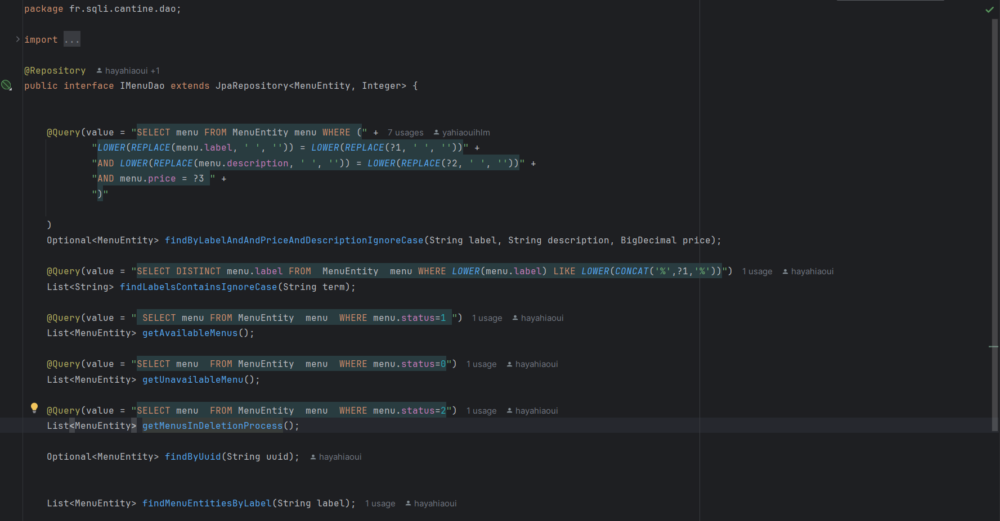 package fr.sqli.cantine.dao;
import ...
@Repository hayahiaoui +1
public interface IMenuDao extends JpaRepository<MenuEntity, Integer> {
@Query(value = "SELECT menu FROM MenuEntity menu WHERE (" + 7 usages yahiaouihlm
"LOWER(REPLACE(menu.label, ' ', '')) = LOWER(REPLACE(?1, ' ', ''))" +
"AND LOWER(REPLACE(menu.description, ' ', '')) = LOWER(REPLACE(?2, ' ', ''))" +
"AND menu.price = ?3 " +
")"
)
Optional<MenuEntity> findByLabelAndAndPriceAndDescriptionIgnoreCase(String label, String description, BigDecimal price);
@Query(value = "SELECT DISTINCT menu.label FROM  MenuEntity  menu WHERE LOWER(menu.label) LIKE LOWER(CONCAT('%',?1,'%'))") 1 usage hayahiaoui
List<String> findLabelsContainsIgnoreCase(String term);
@Query(value = " SELECT menu FROM MenuEntity  menu  WHERE menu.status=1 ") 1 usage hayahiaoui
List<MenuEntity> getAvailableMenus();
@Query(value = "SELECT menu  FROM MenuEntity  menu  WHERE menu.status=0") 1 usage hayahiaoui
List<MenuEntity> getUnavailableMenu();
@Query(value = "SELECT menu  FROM MenuEntity  menu  WHERE menu.status=2") 1 usage hayahiaoui
List<MenuEntity> getMenusInDeletionProcess();
Optional<MenuEntity> findByUuid(String uuid); hayahiaoui
List<MenuEntity> findMenuEntitiesByLabel(String label); 1 usage hayahiaoui